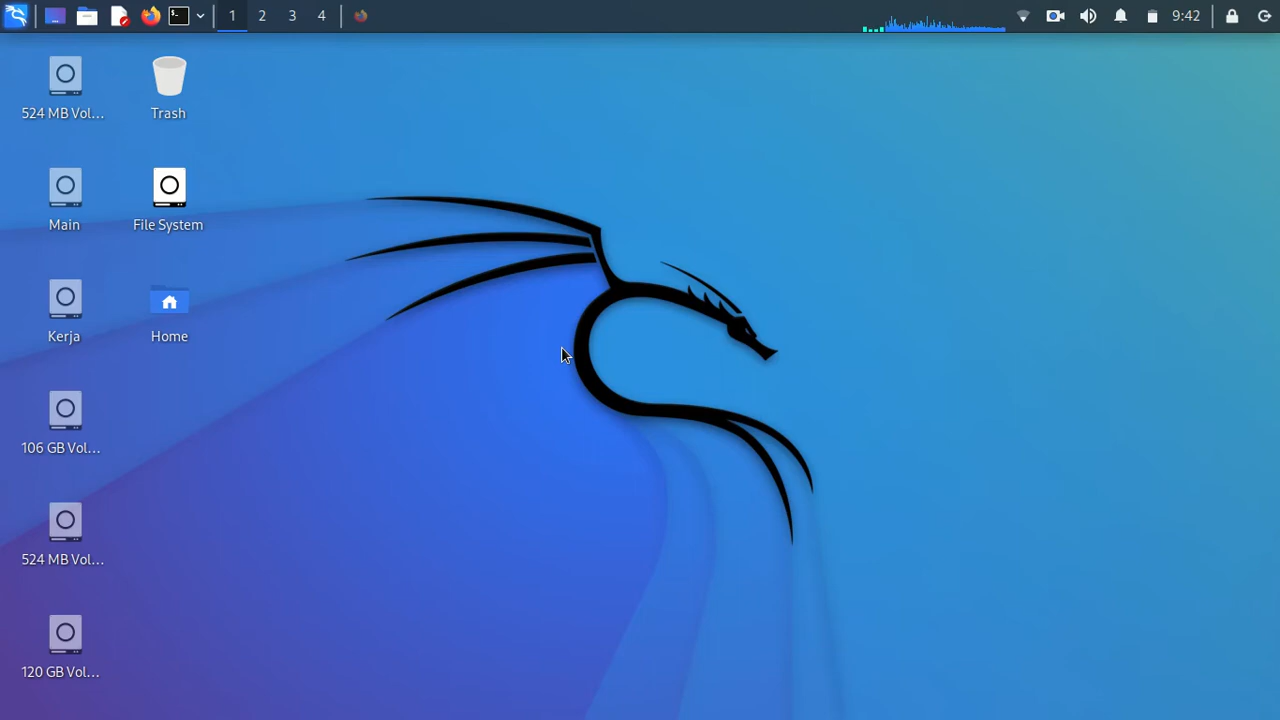 1 2 3 4 9:42
524 MB Vol... Trash
Main File System
Kerja Home
106 GB Vol...
524 MB Vol...
120 GB Vol...